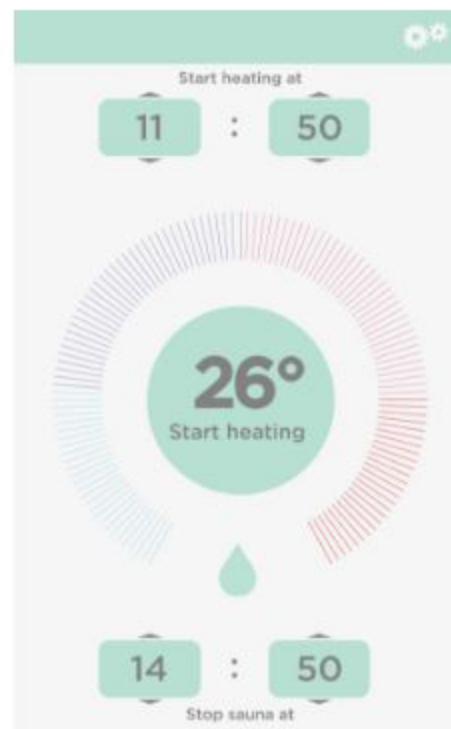 Start heating at
11 : 50
26°
Start heating
14 : 50
Stop sauna at